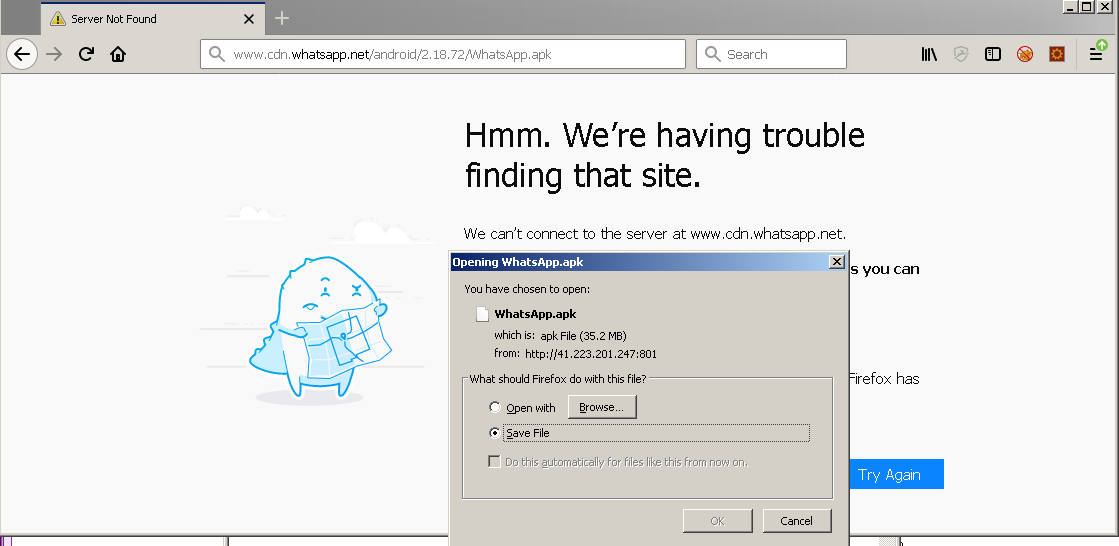 Server Not Found
www.cdn.whatsapp.net/android/2.18.72/WhatsApp.apk
Search
Hmm. We're having trouble
finding that site.
We can't connect to the server at www.cdn.whatsapp.net.
s you can
Opening WhatsApp.apk
You have chosen to open:
WhatsApp.apk
which is: apk File (35.2 MB)
from: http://41.223.201.247:801
What should Firefox do with this file?
Firefox has
Open with Browse...
Save File
Do this automatically for files like this from now on.
Try Again
OK Cancel